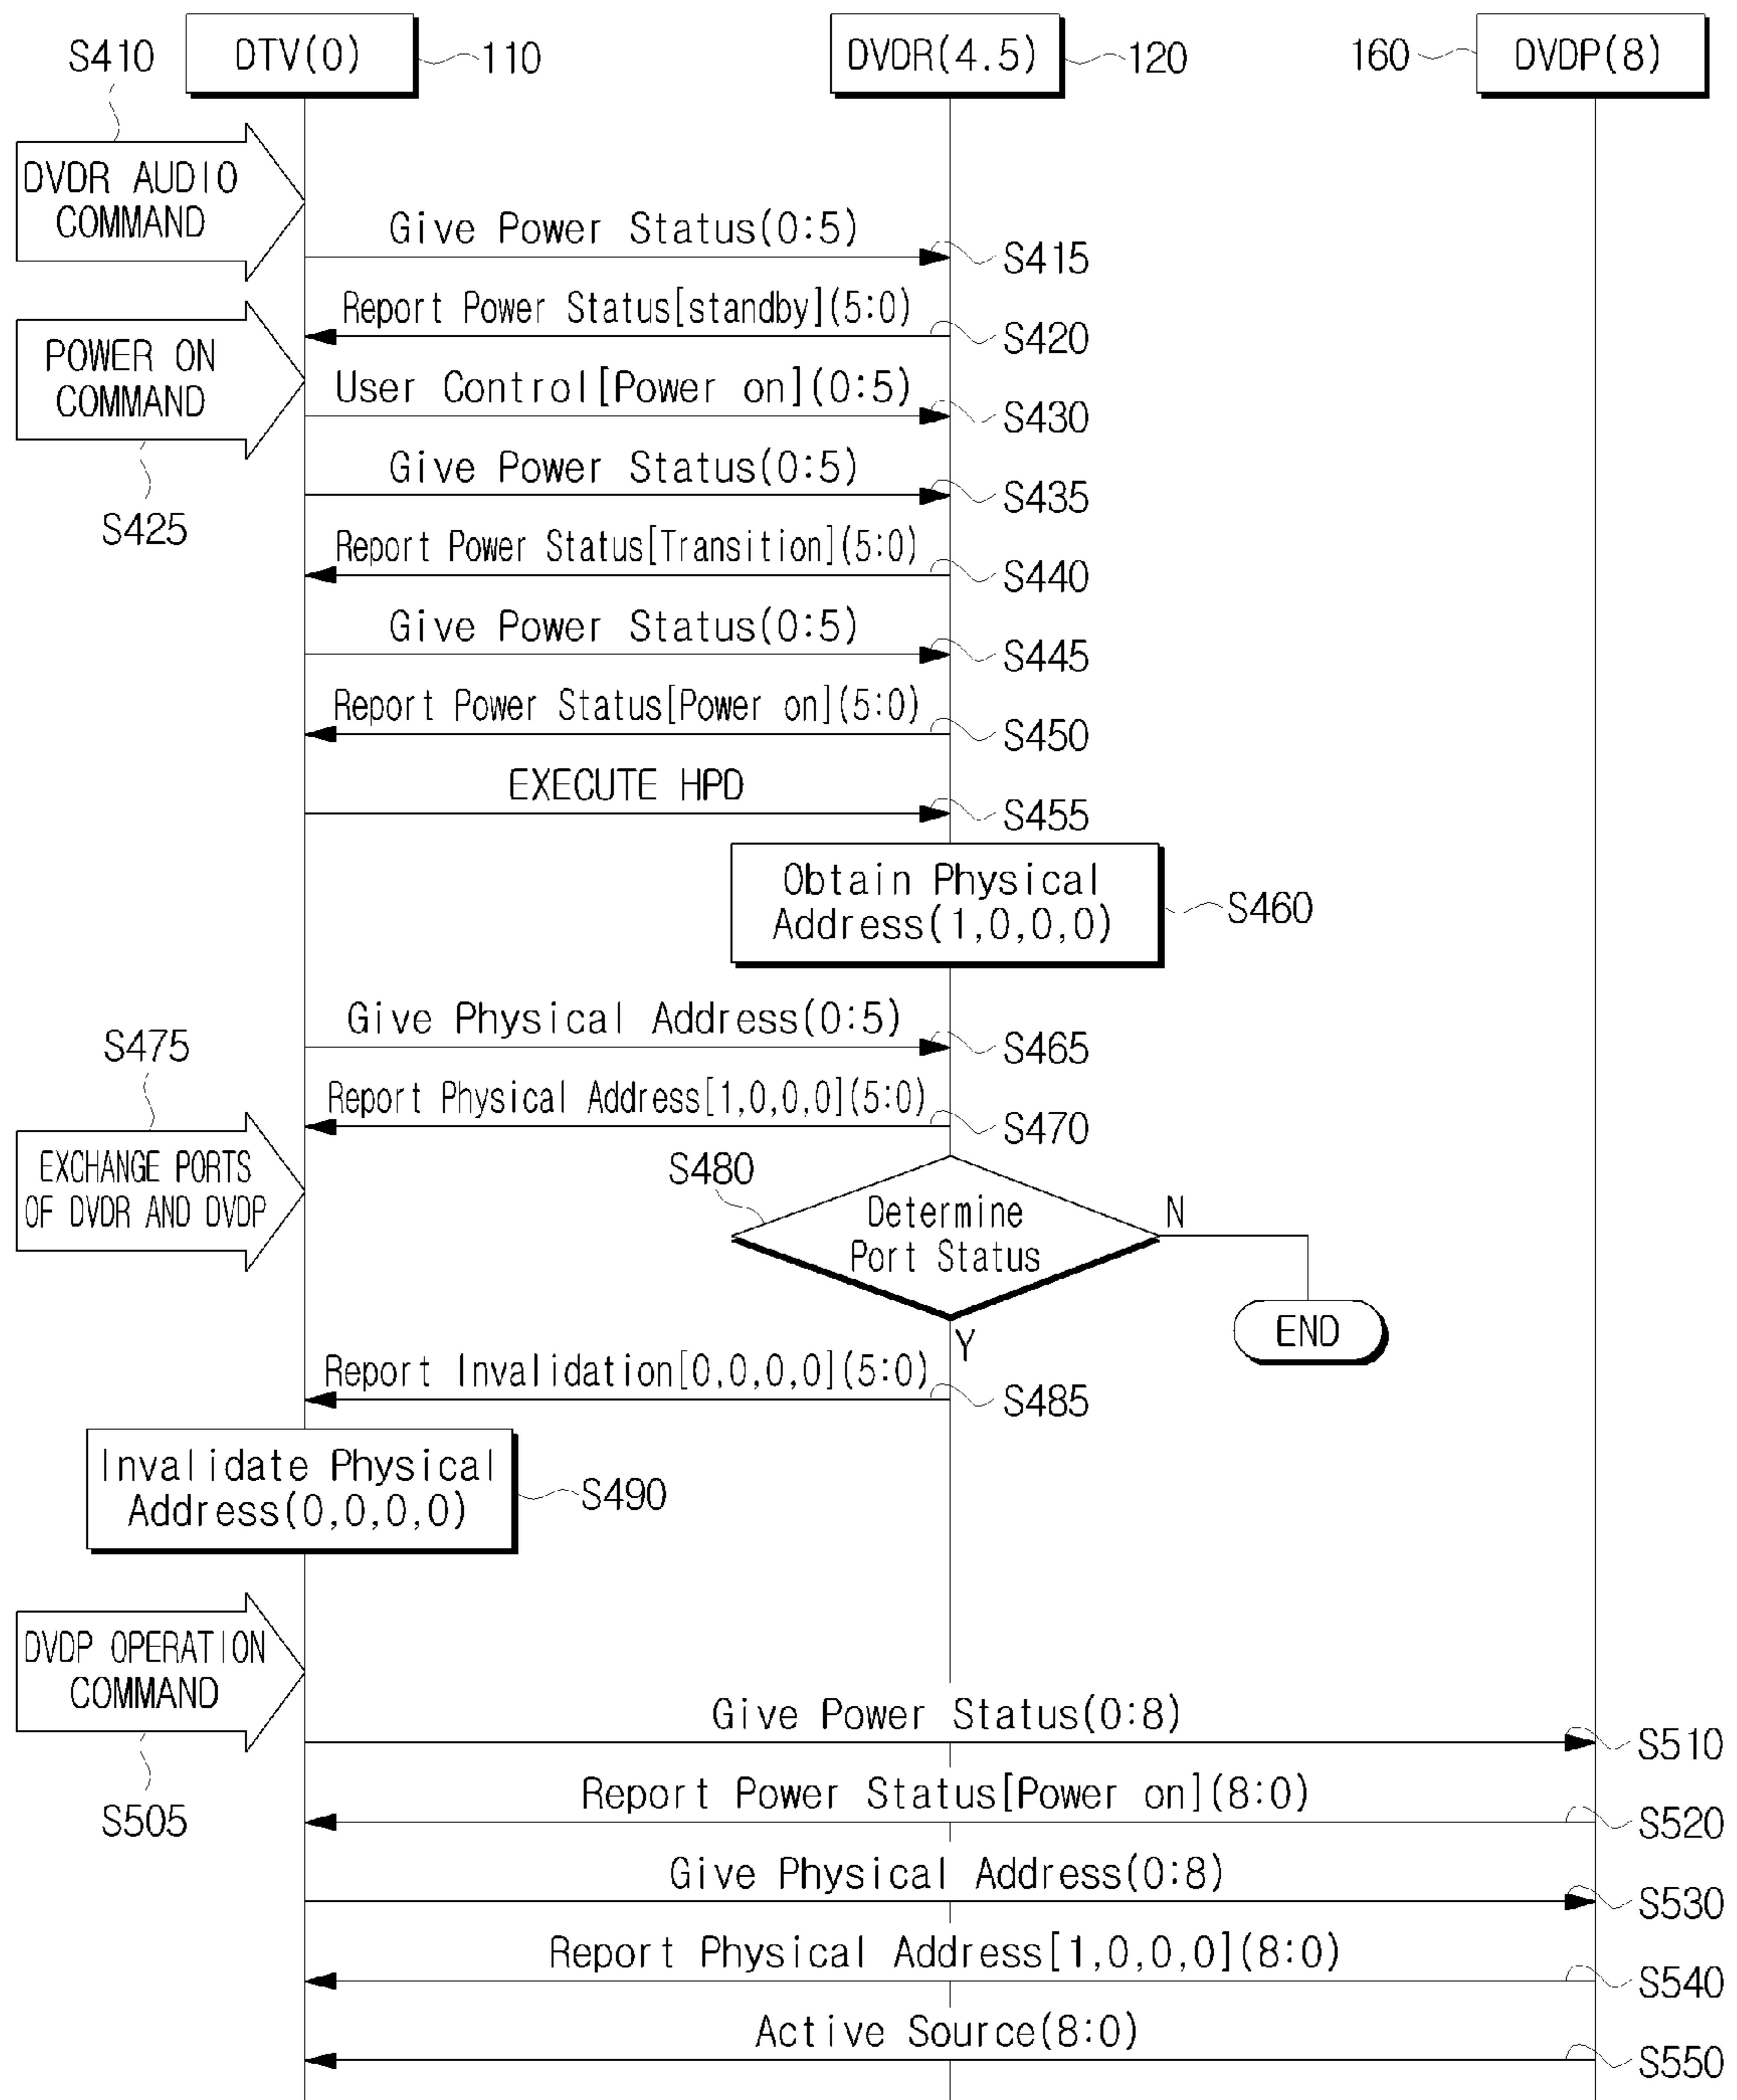 DTV(0)
110
DVDR(4.5)
120
160
DVDP(8)
S410
DVDR AUDIO
COMMAND
Give Power Status(0:5)
S415
Report Power Status[standby](5:0)
S420
POWER ON
COMMAND
S425
User Control[Power on](0:5)
S430
Give Power Status(0:5)
S435
Report Power Status[Transition](5:0)
S440
Give Power Status(0:5)
S445
Report Power Status[Power on](5:0)
S450
EXECUTE HPD
S455
Obtain Physical
Address(1,0,0,0)
S460
Give Physical Address(0:5)
S465
Report Physical Address[1,0,0,0](5:0)
S470
S475
EXCHANGE PORTS
OF DVDR AND DVDP
S480
Determine
Port Status
N
END
Y
Report Invalidation[0,0,0,0](5:0)
S485
Invalidate Physical
Address(0,0,0,0)
S490
DVDP OPERATION
COMMAND
S505
Give Power Status(0:8)
S510
Report Power Status[Power on](8:0)
S520
Give Physical Address(0:8)
S530
Report Physical Address[1,0,0,0](8:0)
S540
Active Source(8:0)
S550